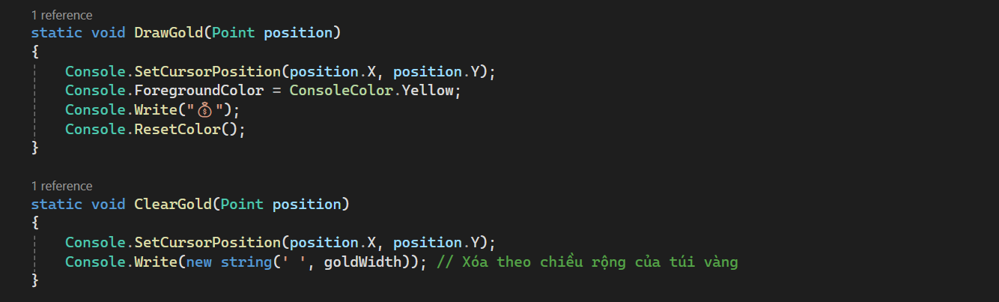 1 reference
static void DrawGold(Point position)
{
Console.SetCursorPosition(position.X, position.Y);
Console.ForegroundColor = ConsoleColor.Yellow;
Console.Write("💰");
Console.ResetColor();
}
1 reference
static void ClearGold(Point position)
{
Console.SetCursorPosition(position.X, position.Y);
Console.Write(new string(' ', goldWidth)); // Xóa theo chiều rộng của túi vàng
}